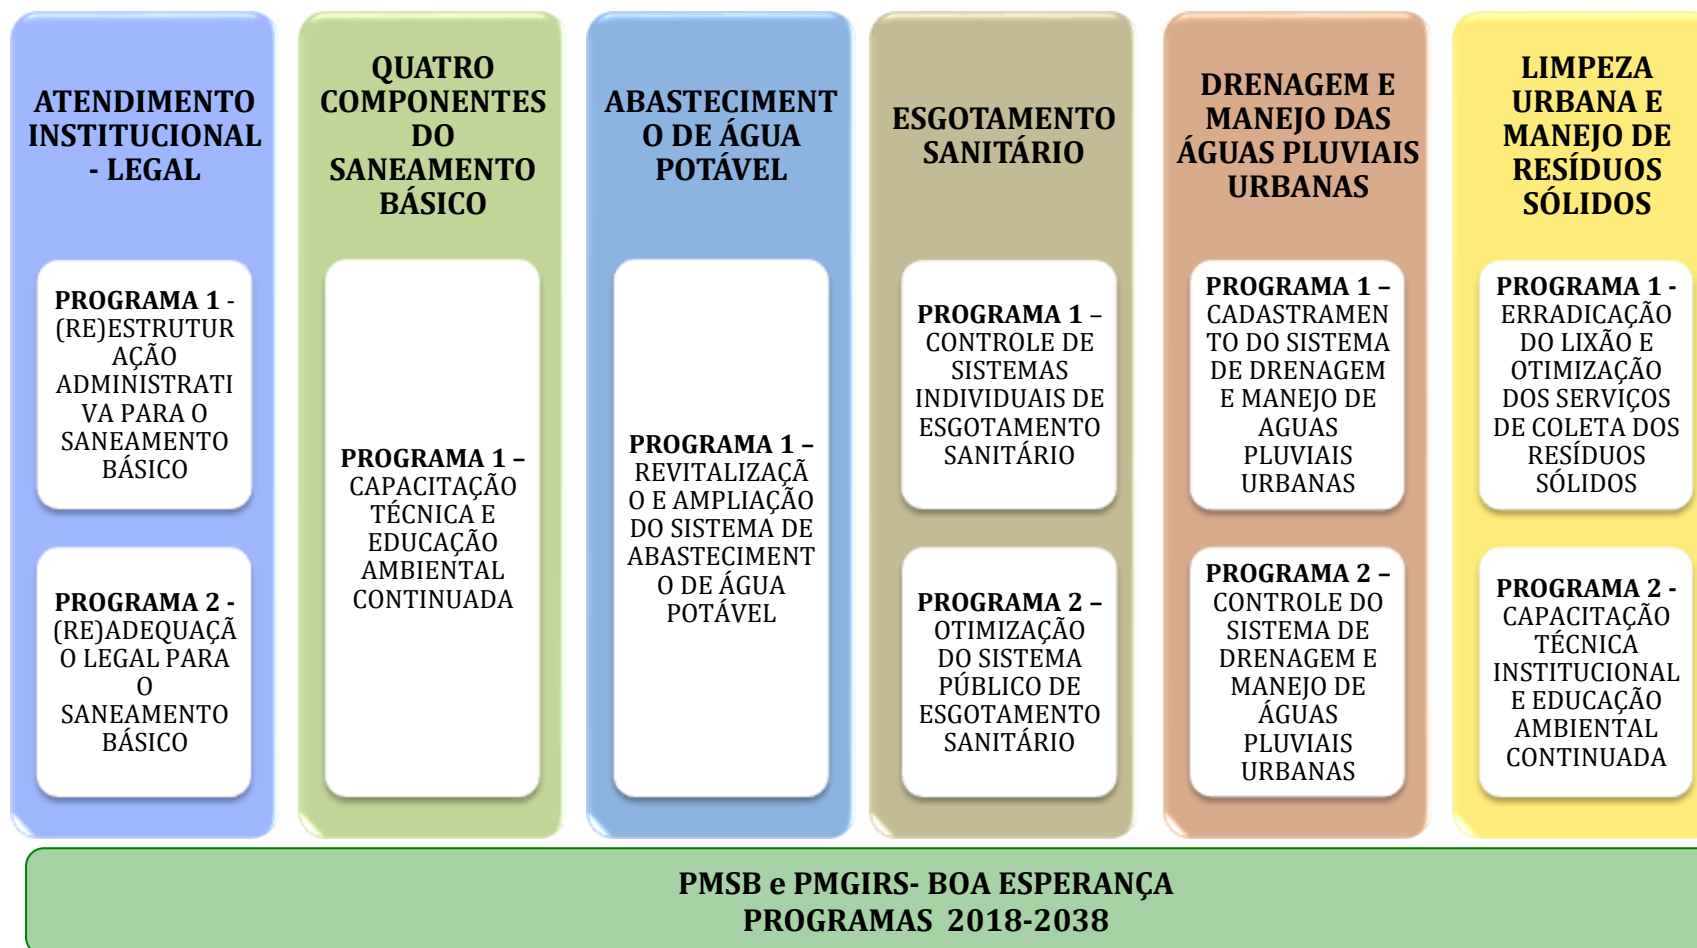 ATENDIMENTO
INSTITUCIONAL
- LEGAL
PROGRAMA 1 -
(RE)ESTRUTUR
AÇÃO
ADMINISTRATI
VA PARA O
SANEAMENTO
BÁSICO
PROGRAMA 2 -
(RE)ADEQUAÇÃ
O LEGAL PARA
O
SANEAMENTO
BÁSICO
QUATRO
COMPONENTES
DO
SANEAMENTO
BÁSICO
PROGRAMA 1 –
CAPACITAÇÃO
TÉCNICA E
EDUCAÇÃO
AMBIENTAL
CONTINUADA
ABASTECIMENT
O DE ÁGUA
POTÁVEL
PROGRAMA 1 –
REVITALIZAÇÃ
O E AMPLIAÇÃO
DO SISTEMA DE
ABASTECIMENT
O DE ÁGUA
POTÁVEL
ESGOTAMENTO
SANITÁRIO
PROGRAMA 1 –
CONTROLE DE
SISTEMAS
INDIVIDUAIS DE
ESGOTAMENTO
SANITÁRIO
PROGRAMA 2 –
OTIMIZAÇÃO
DO SISTEMA
PÚBLICO DE
ESGOTAMENTO
SANITÁRIO
DRENAGEM E
MANEJO DAS
ÁGUAS PLUVIAIS
URBANAS
PROGRAMA 1 –
CADASTRAMEN
TO DO SISTEMA
DE DRENAGEM
E MANEJO DE
AGUAS
PLUVIAIS
URBANAS
PROGRAMA 2 –
CONTROLE DO
SISTEMA DE
DRENAGEM E
MANEJO DE
ÁGUAS
PLUVIAIS
URBANAS
LIMPEZA
URBANA E
MANEJO DE
RESÍDUOS
SÓLIDOS
PROGRAMA 1 -
ERRADICAÇÃO
DO LIXÃO E
OTIMIZAÇÃO
DOS SERVIÇOS
DE COLETA DOS
RESÍDUOS
SÓLIDOS
PROGRAMA 2 -
CAPACITAÇÃO
TÉCNICA
INSTITUCIONAL
E EDUCAÇÃO
AMBIENTAL
CONTINUADA
PMSB e PMGIRS- BOA ESPERANÇA
PROGRAMAS 2018-2038